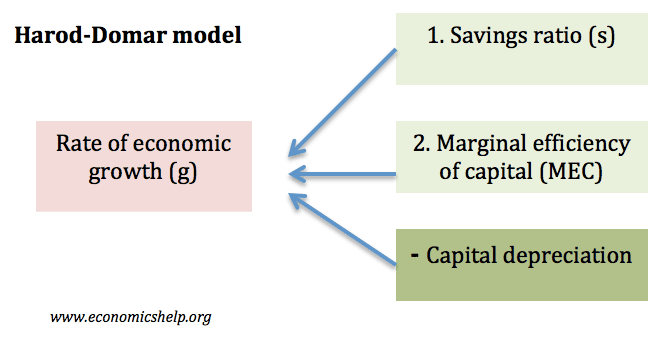 Harod-Domar model
1. Savings ratio (s)
Rate of economic
growth (g)
2. Marginal efficiency
of capital (MEC)
- Capital depreciation
www.economicshelp.org